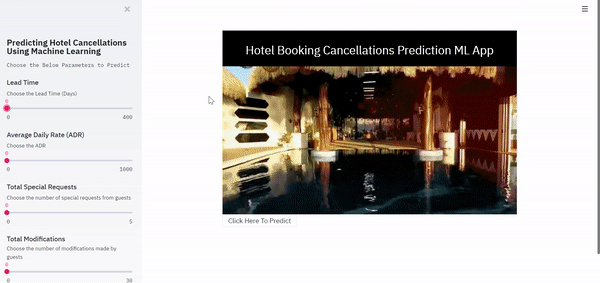 Predicting Hotel Cancellations
Using Machine Learning
Choose the Below Parameters to Predict
Lead Time
Choose the Lead Time (Days)
0
0 400
Average Daily Rate (ADR)
Choose the ADR
0
0 1000
Total Special Requests
Choose the number of special requests from guests
0
0 5
Total Modifications
Choose the number of modifications made by
guests
0
0 30
Hotel Booking Cancellations Prediction ML App
Click Here To Predict